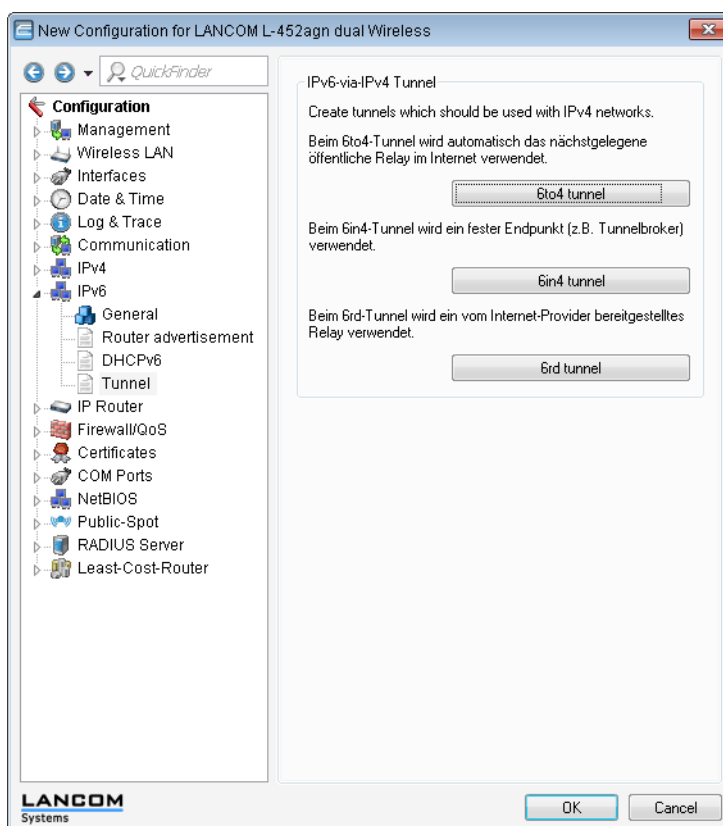 New Configuration for LANCOM L-452agn dual Wireless
QuickFinder
Configuration
Management
Wireless LAN
Interfaces
Date & Time
Log & Trace
Communication
IPv4
IPv6
General
Router advertisement
DHCPv6
Tunnel
IP Router
Firewall/QoS
Certificates
COM Ports
NetBIOS
Public-Spot
RADIUS Server
Least-Cost-Router
IPv6-via-IPv4 Tunnel
Create tunnels which should be used with IPv4 networks.
Beim 6to4-Tunnel wird automatisch das nächstgelegene
öffentliche Relay im Internet verwendet.
6to4 tunnel
Beim 6in4-Tunnel wird ein fester Endpunkt (z.B. Tunnelbroker)
verwendet.
6in4 tunnel
Beim 6rd-Tunnel wird ein vom Internet-Provider bereitgestelltes
Relay verwendet.
6rd tunnel
LANCOM
Systems
OK
Cancel